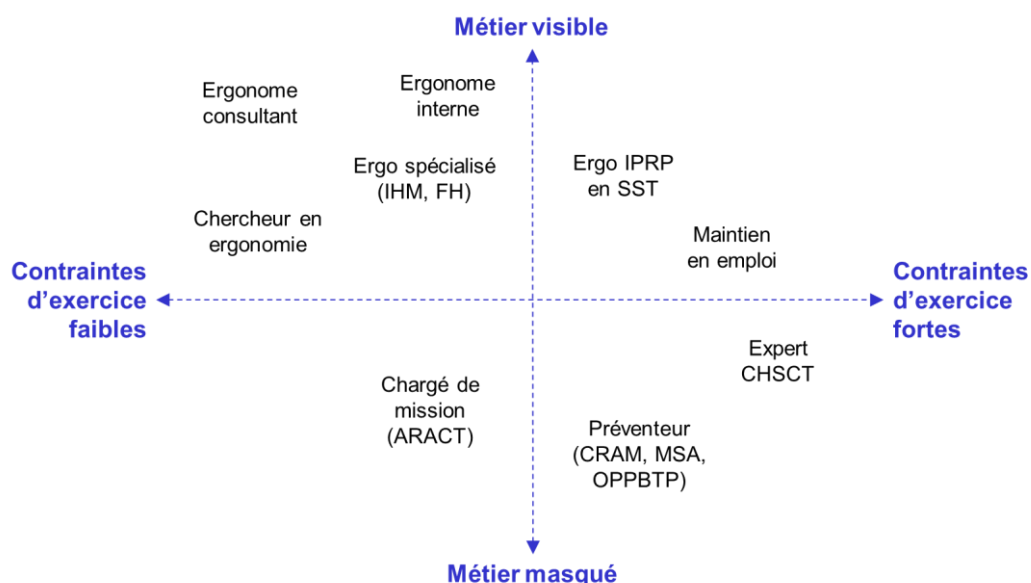 Métier visible
Ergonome
consultant
Ergonome
interne
Ergo spécialisé
(IHM, FH)
Ergo IPRP
en SST
Chercheur en
ergonomie
Maintien
en emploi
Contraintes
d'exercice
faibles
Contraintes
d'exercice
fortes
Expert
CHSCT
Chargé de
mission
(ARACT)
Préventeur
(CRAM, MSA,
OPPBTP)
Métier masqué